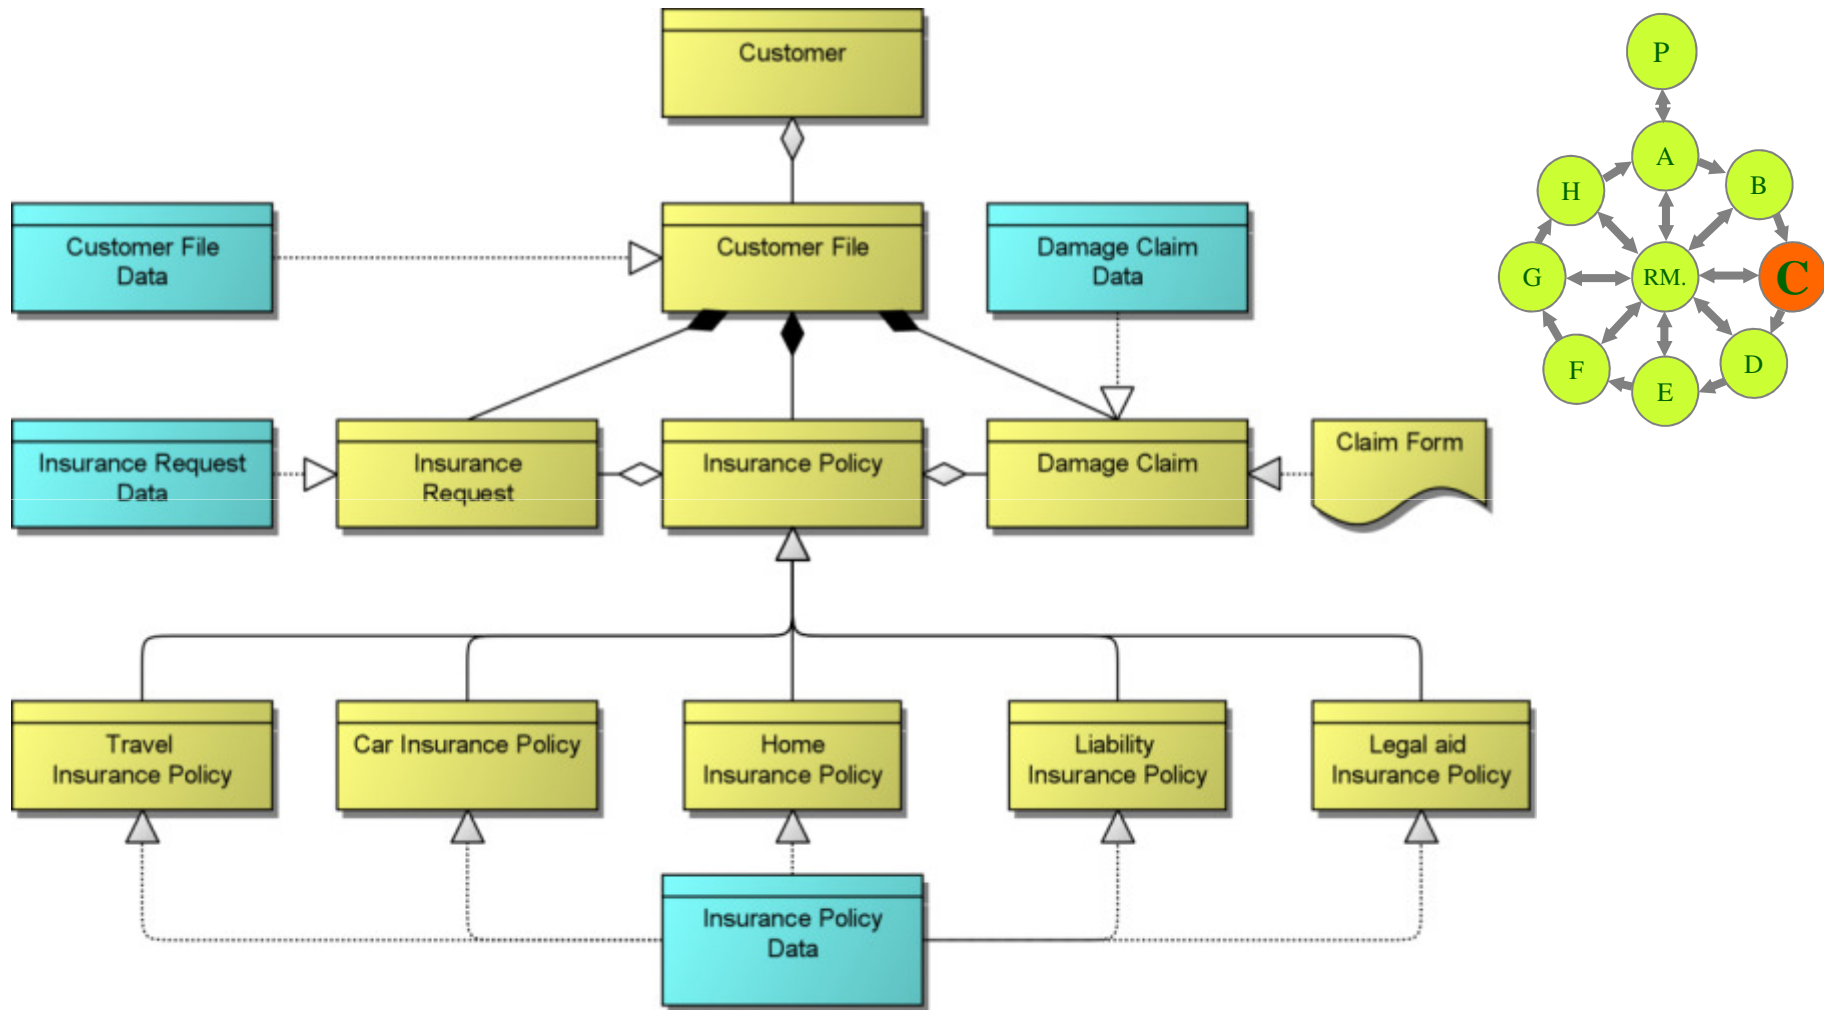 Customer
Customer File
Data
Customer File
Damage Claim
Data
Insurance Request
Data
Insurance
Request
Insurance Policy
Damage Claim
Claim Form
Travel
Insurance Policy
Car Insurance Policy
Home
Insurance Policy
Liability
Insurance Policy
Legal aid
Insurance Policy
Insurance Policy
Data
P
A
H
B
G
RM.
C
F
D
E